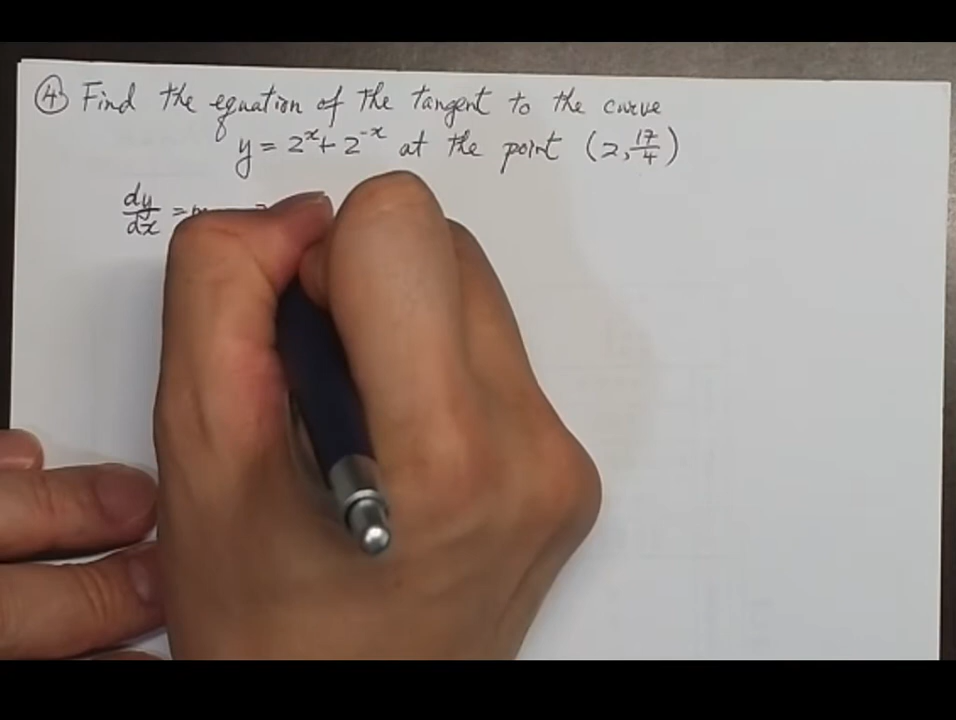 ④ Find the equation of the tangent to the curve
y = 2^x + 2^-x at the point (2, 17/4)
dy/dx = m